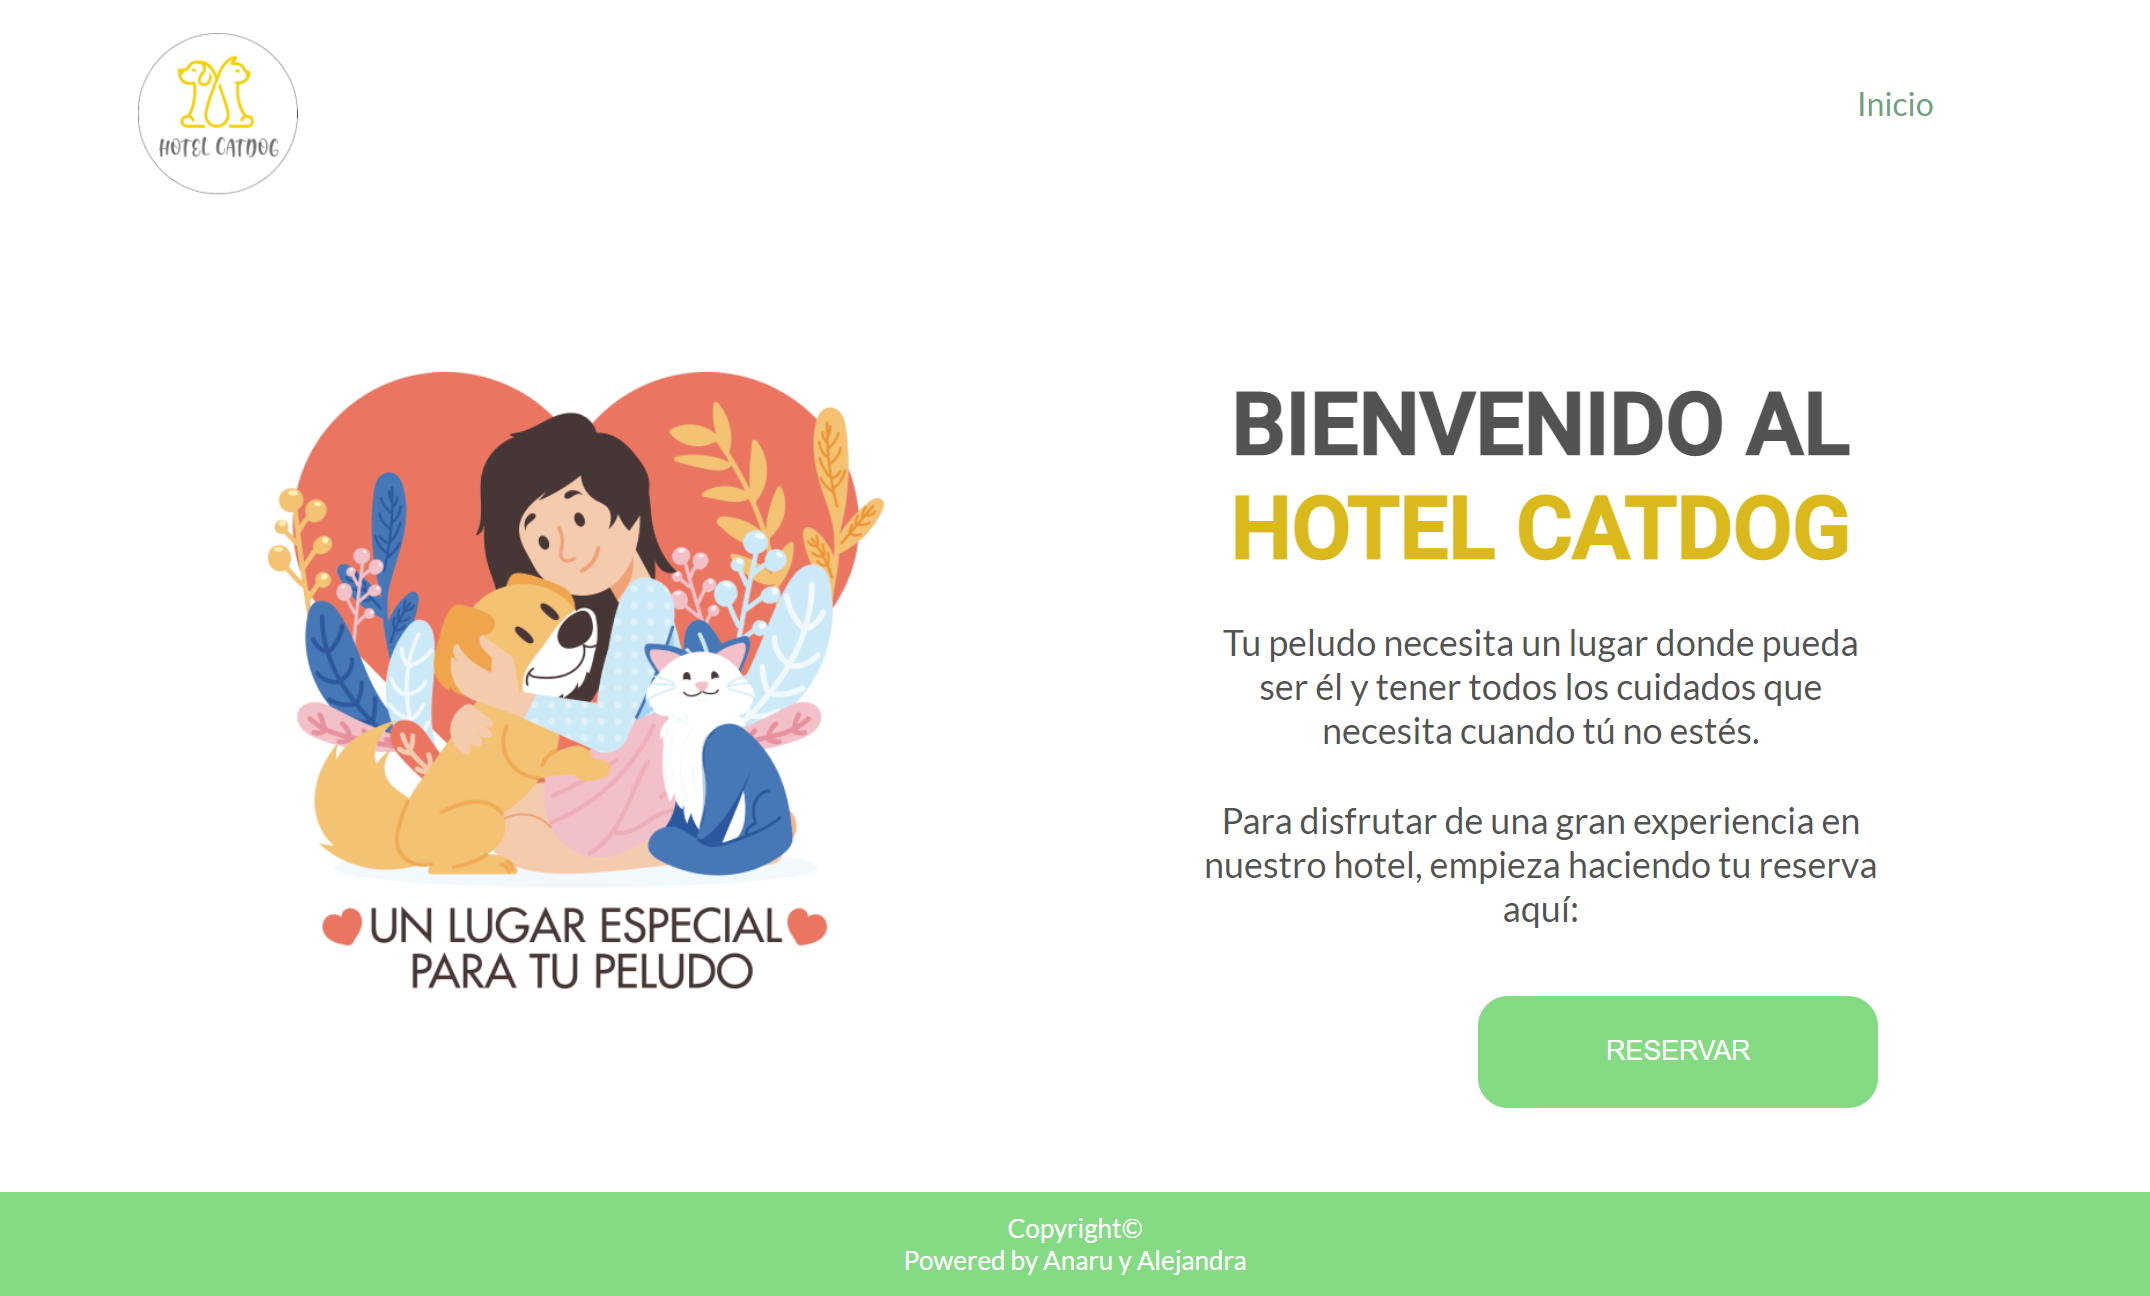 HOTEL CATDOG
Inicio
BIENVENIDO AL
HOTEL CATDOG
Tu peludo necesita un lugar donde pueda
ser él y tener todos los cuidados que
necesita cuando tú no estés.
Para disfrutar de una gran experiencia en
nuestro hotel, empieza haciendo tu reserva
aquí:
UN LUGAR ESPECIAL
PARA TU PELUDO
RESERVAR
Copyright©
Powered by Anaru y Alejandra